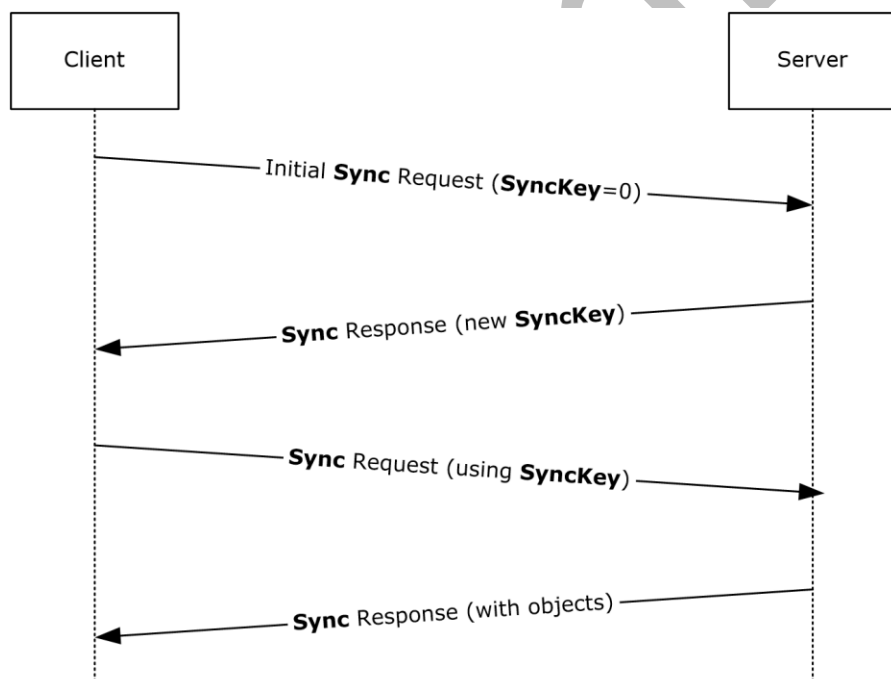 Client
Server
Initial Sync Request (SyncKey=0)
Sync Response (new SyncKey)
Sync Request (using SyncKey)
Sync Response (with objects)